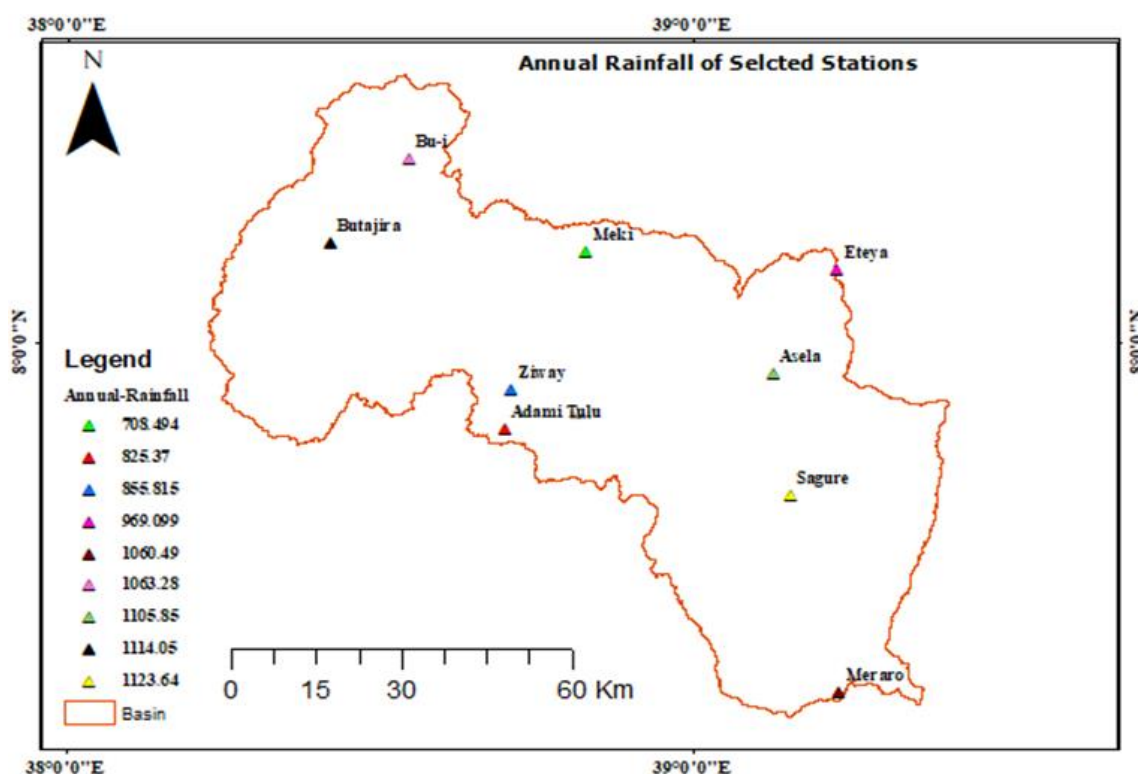 38°0'0"E
39°0'0"E
N
Annual Rainfall of Selcted Stations
Bu-i
Butajira
Meki
Eteya
8°0'0"N
8°0'0"N
Legend
Asela
Ziway
Annual-Rainfall
Adami Tulu
708.494
825.37
Sagure
855.815
969.099
1060.49
1063.28
1105.85
1114.05
1123.64
Meraro
0 15 30 60 Km
Basin
38°0'0"E
39°0'0"E